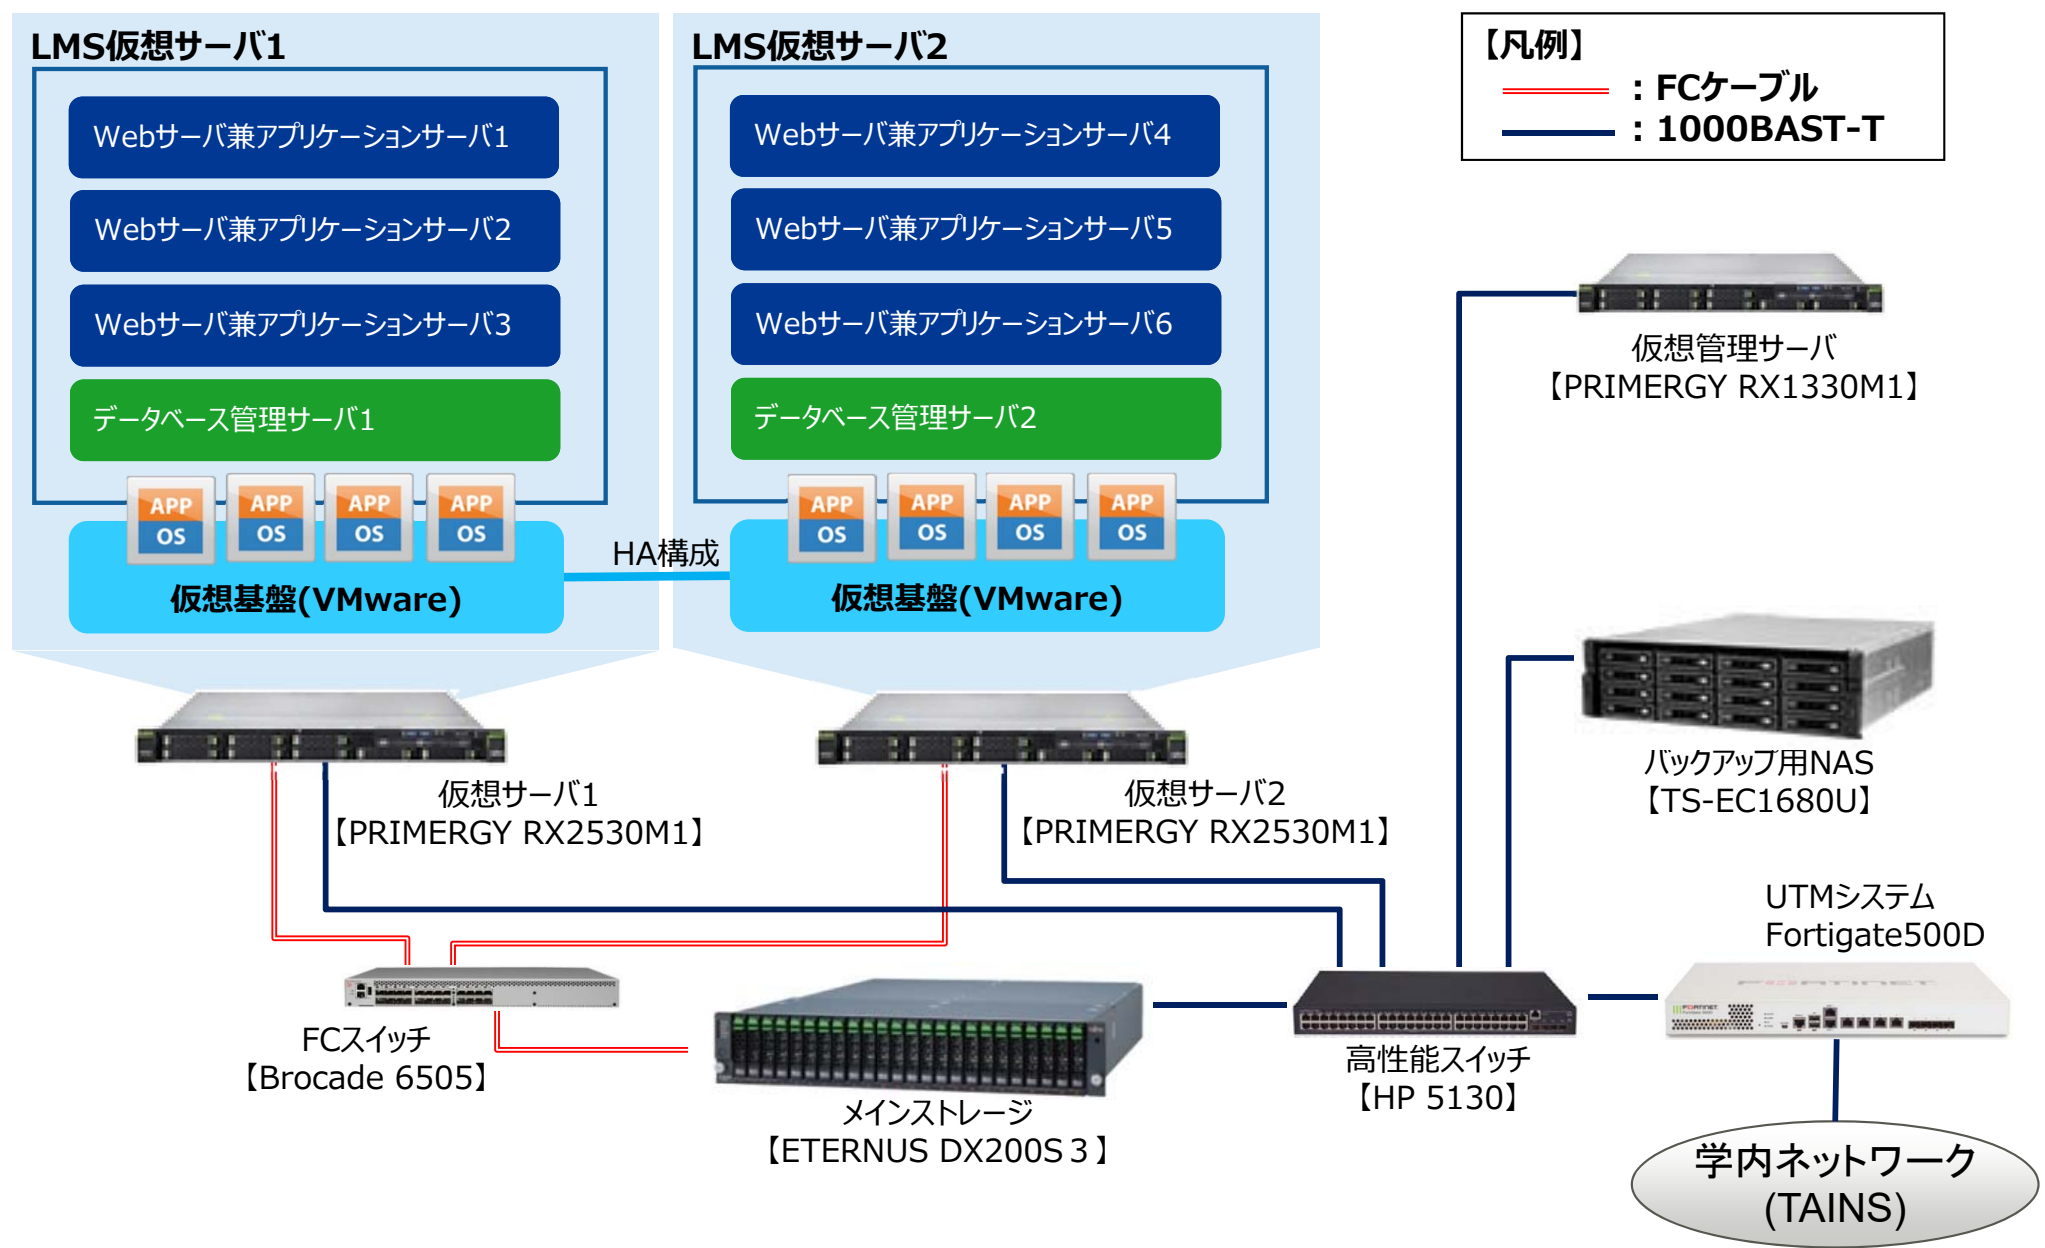 LMS仮想サーバ1
Webサーバ兼アプリケーションサーバ1
Webサーバ兼アプリケーションサーバ2
Webサーバ兼アプリケーションサーバ3
データベース管理サーバ1
APP
OS
APP
OS
APP
OS
APP
OS
仮想基盤(VMware)
HA構成
LMS仮想サーバ2
Webサーバ兼アプリケーションサーバ4
Webサーバ兼アプリケーションサーバ5
Webサーバ兼アプリケーションサーバ6
データベース管理サーバ2
APP
OS
APP
OS
APP
OS
APP
OS
仮想基盤(VMware)
【凡例】
：FCケーブル
：1000BAST-T
仮想管理サーバ
【PRIMERGY RX1330M1】
バックアップ用NAS
【TS-EC1680U】
仮想サーバ1
【PRIMERGY RX2530M1】
仮想サーバ2
【PRIMERGY RX2530M1】
UTMシステム
Fortigate500D
FORTINET
FORTINET
FCスイッチ
【Brocade 6505】
メインストレージ
【ETERNUS DX200S３】
高性能スイッチ
【HP 5130】
学内ネットワーク
(TAINS)